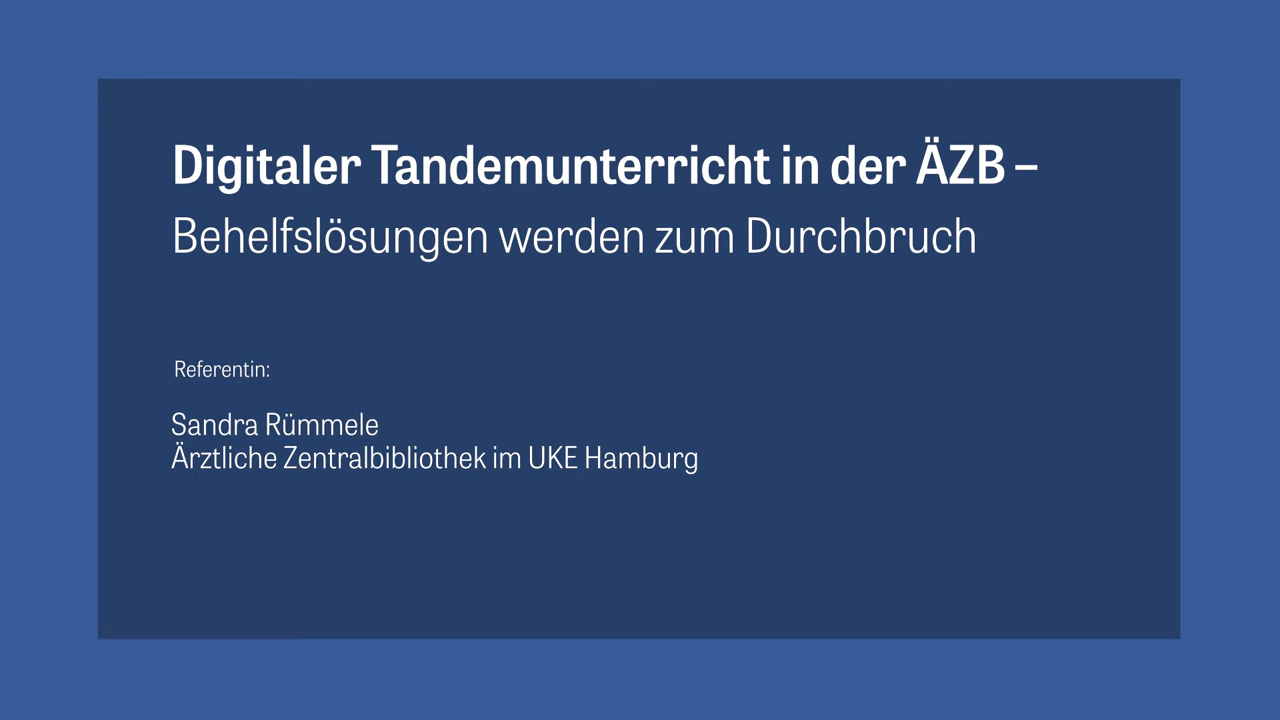 Digitaler Tandemunterricht in der ÄZB –
Behelfslösungen werden zum Durchbruch
Referentin:
Sandra Rümmele
Ärztliche Zentralbibliothek im UKE Hamburg